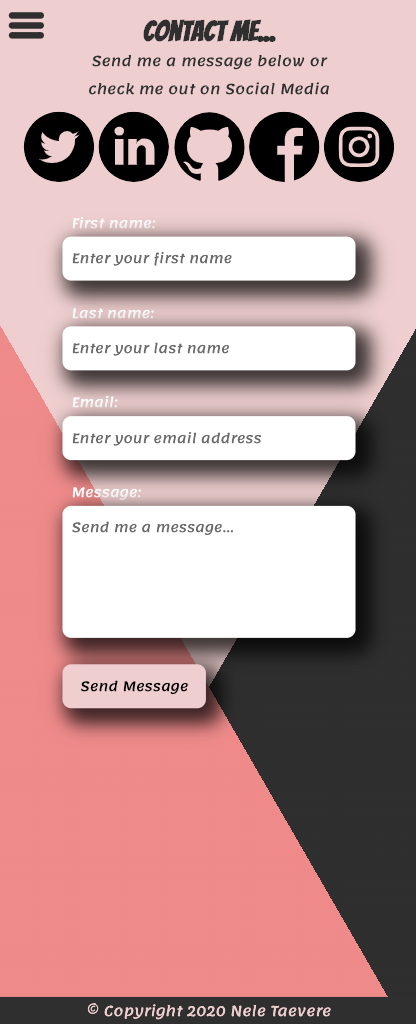 CONTACT ME...
Send me a message below or
check me out on Social Media
in
First name:
Enter your first name
Last name:
Enter your last name
Email:
Enter your email address
Message:
Send me a message...
Send Message
© Copyright 2020 Nele Taevere